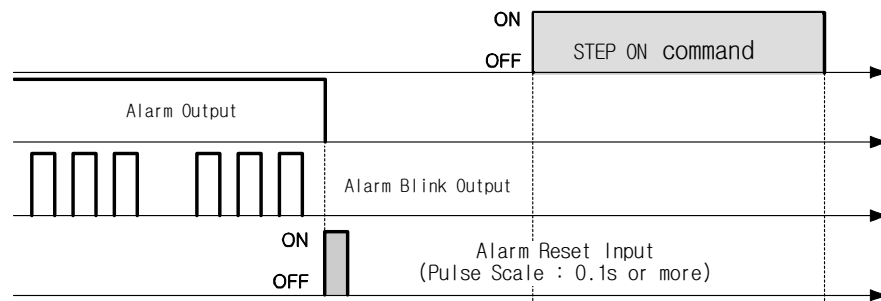 ON
OFF
STEP ON command
Alarm Output
Alarm Blink Output
ON
OFF
Alarm Reset Input
(Pulse Scale : 0.1s or more)